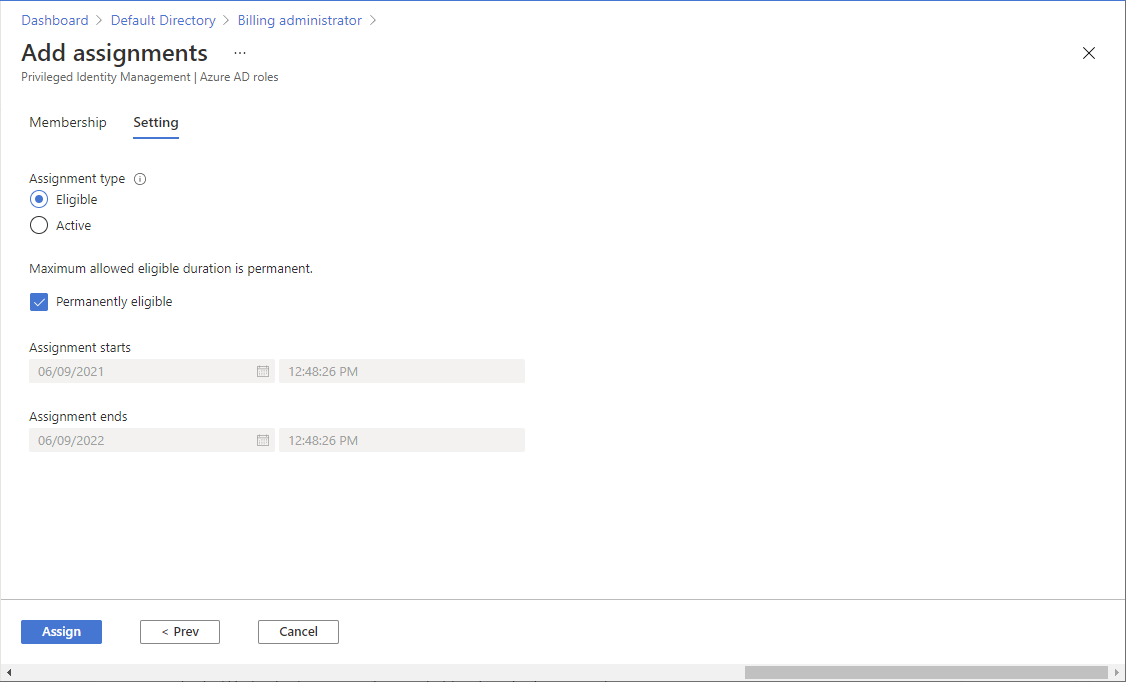 Dashboard > Default Directory > Billing administrator >
Add assignments ...
Privileged Identity Management | Azure AD roles
Membership Setting
Assignment type
Eligible
Active
Maximum allowed eligible duration is permanent.
Permanently eligible
Assignment starts
06/09/2021 12:48:26 PM
Assignment ends
06/09/2022 12:48:26 PM
Assign < Prev Cancel